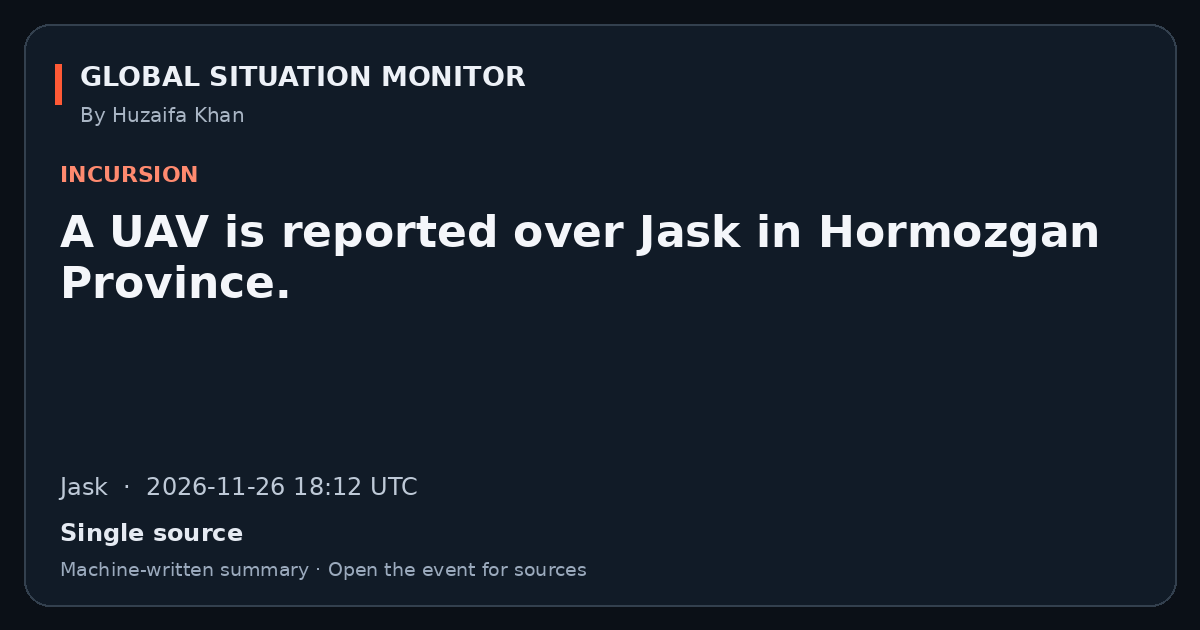 GLOBAL SITUATION MONITOR
By Huzaifa Khan
INCURSION
A UAV is reported over Jask in Hormozgan
Province.
Jask · 2026-11-26 18:12 UTC
Single source
Machine-written summary · Open the event for sources